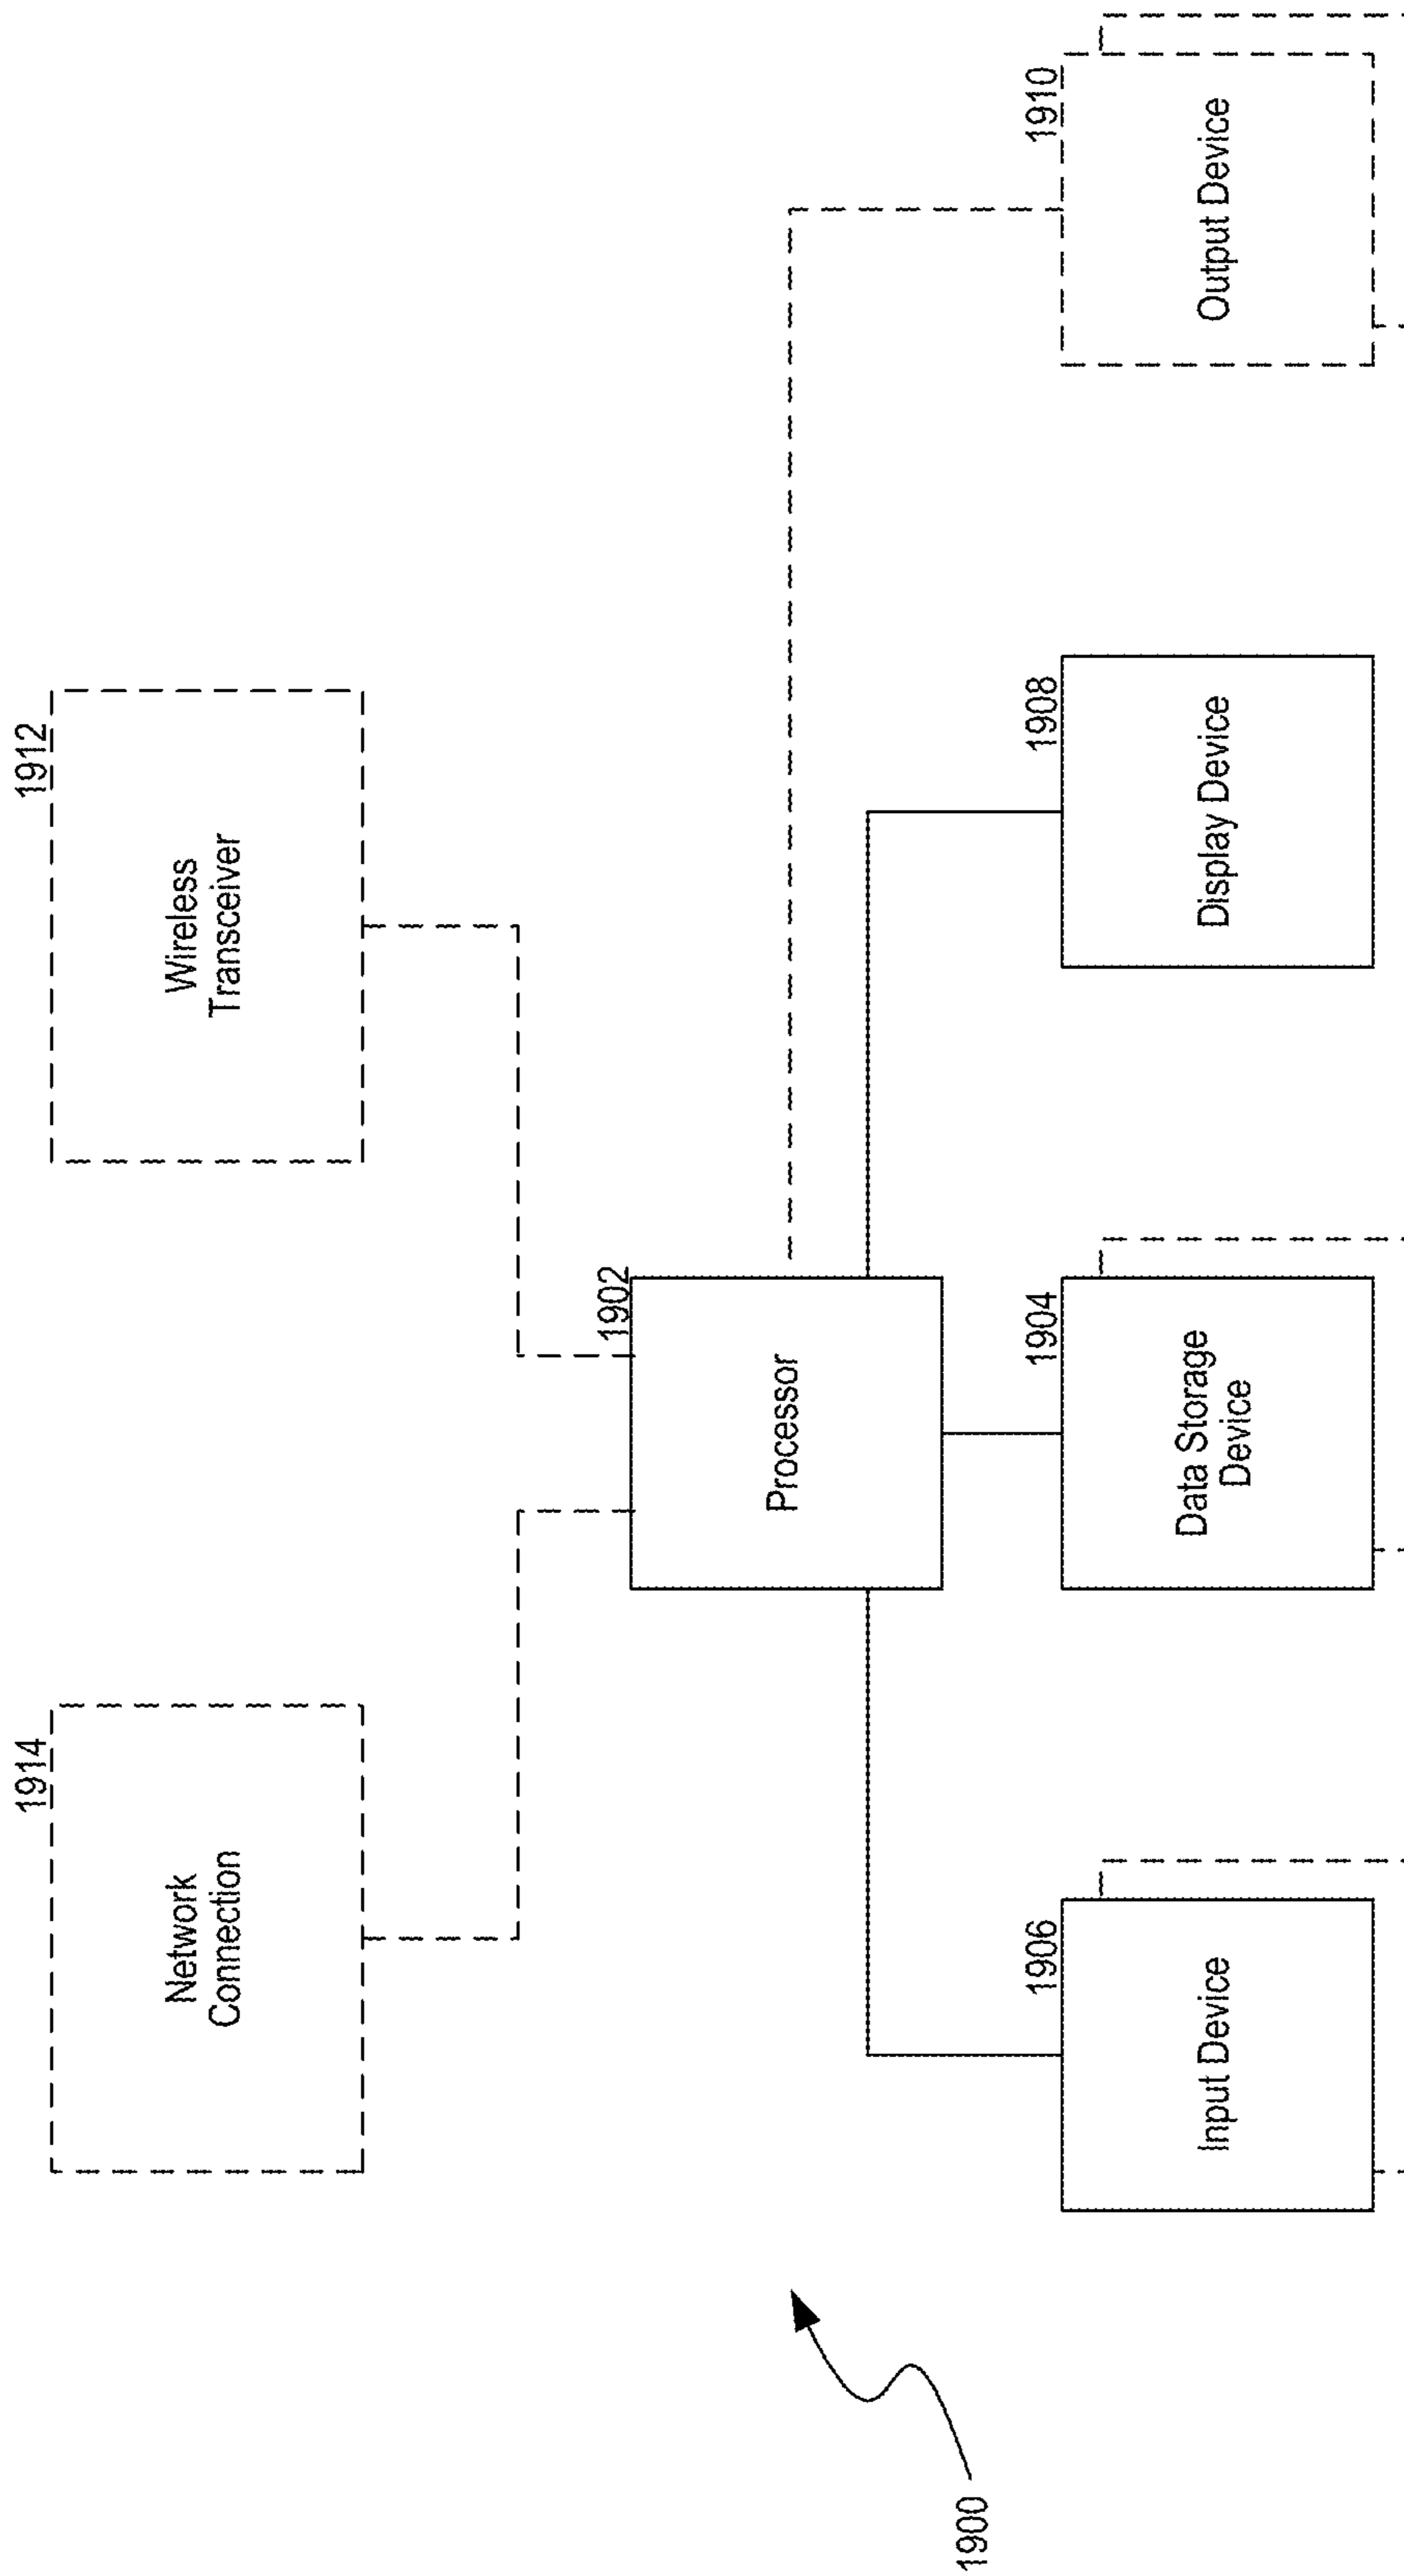 1914
Network
Connection
1912
Wireless
Transceiver
1902
Processor
1906
Input Device
1904
Data Storage
Device
1908
Display Device
1910
Output Device
1900